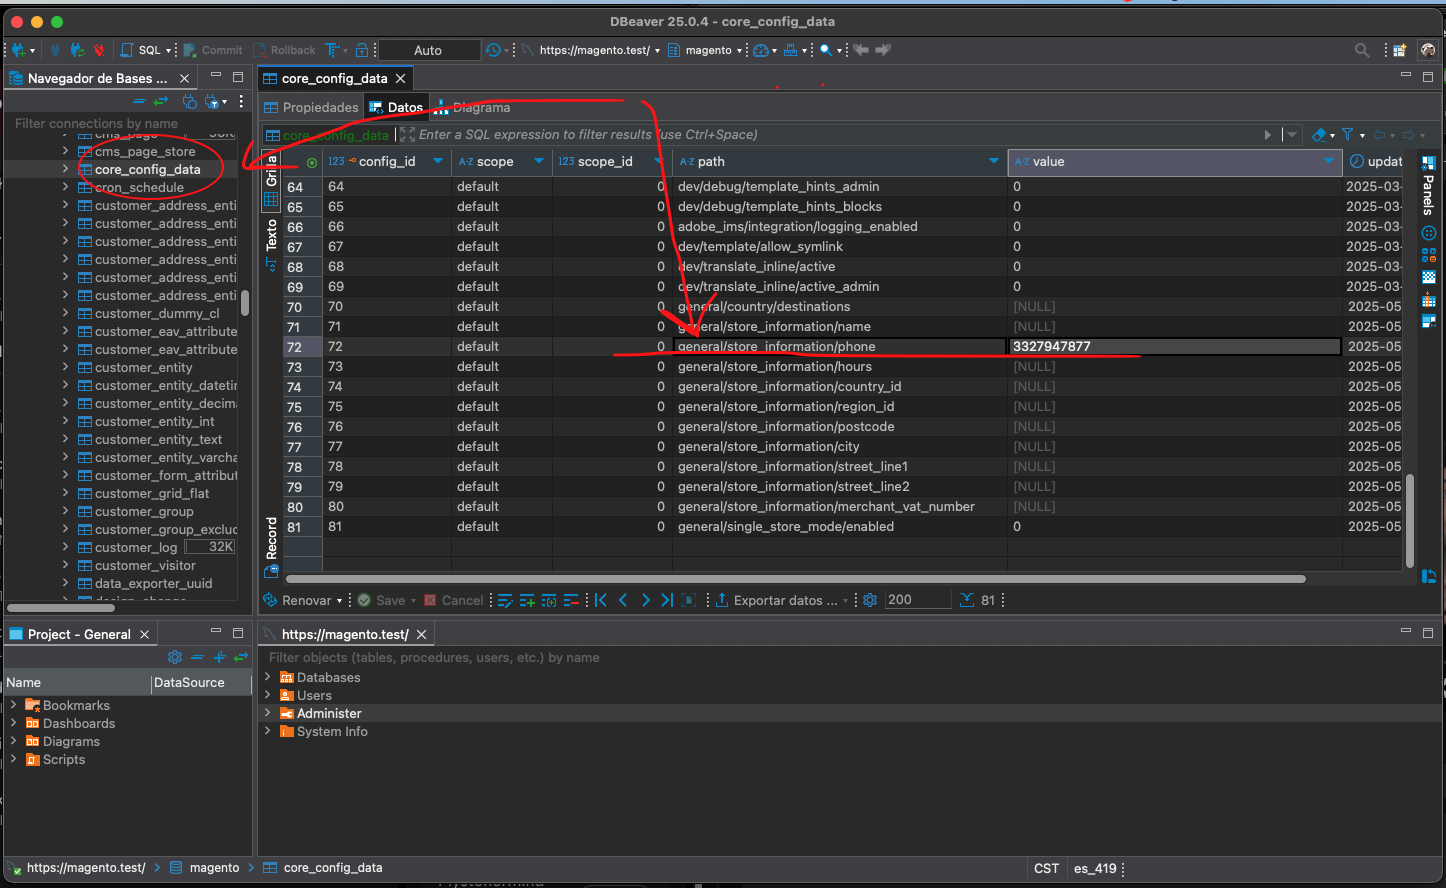 DBeaver 25.0.4 - core_config_data
SQL
Commit
Rollback
T
Auto
https://magento.test/
magento
Navegador de Bases ...
core_config_data
Propiedades
Datos
Diagrama
Filter connections by name
core_config_data
Enter a SQL expression to filter results (use Ctrl+Space)
cms_page
cms_page_store
core_config_data
cron_schedule
customer_address_enti
customer_address_enti
customer_address_enti
customer_address_enti
customer_address_enti
customer_address_enti
customer_dummy_cl
customer_eav_attribute
customer_eav_attribute
customer_entity
customer_entity_datetin
customer_entity_decima
customer_entity_int
customer_entity_text
customer_entity_varcha
customer_form_attribut
customer_grid_flat
customer_group
customer_group_exclud
customer_log 32K
customer_visitor
data_exporter_uuid
Grilla
Texto
Record
123 config_id A-Z scope 123 scope_id A-Z path A-Z value updat
64 64 default 0 dev/debug/template_hints_admin 0 2025-03-
65 65 default 0 dev/debug/template_hints_blocks 0 2025-03-
66 66 default 0 adobe_ims/integration/logging_enabled 0 2025-03-
67 67 default 0 dev/template/allow_symlink 0 2025-03-
68 68 default 0 dev/translate_inline/active 0 2025-03-
69 69 default 0 dev/translate_inline/active_admin 0 2025-03-
70 70 default 0 general/country/destinations [NULL] 2025-05
71 71 default 0 general/store_information/name [NULL] 2025-05
72 72 default 0 general/store_information/phone 3327947877 2025-05
73 73 default 0 general/store_information/hours [NULL] 2025-05
74 74 default 0 general/store_information/country_id [NULL] 2025-05
75 75 default 0 general/store_information/region_id [NULL] 2025-05
76 76 default 0 general/store_information/postcode [NULL] 2025-05
77 77 default 0 general/store_information/city [NULL] 2025-05
78 78 default 0 general/store_information/street_line1 [NULL] 2025-05
79 79 default 0 general/store_information/street_line2 [NULL] 2025-05
80 80 default 0 general/store_information/merchant_vat_number [NULL] 2025-05
81 81 default 0 general/single_store_mode/enabled 0 2025-05
Panels
Renovar
Save
Cancel
Exportar datos ...
200
81
Project - General
Name DataSource
Bookmarks
Dashboards
Diagrams
Scripts
https://magento.test/
Filter objects (tables, procedures, users, etc.) by name
Databases
Users
Administer
System Info
https://magento.test/
magento
core_config_data
CST
es_419